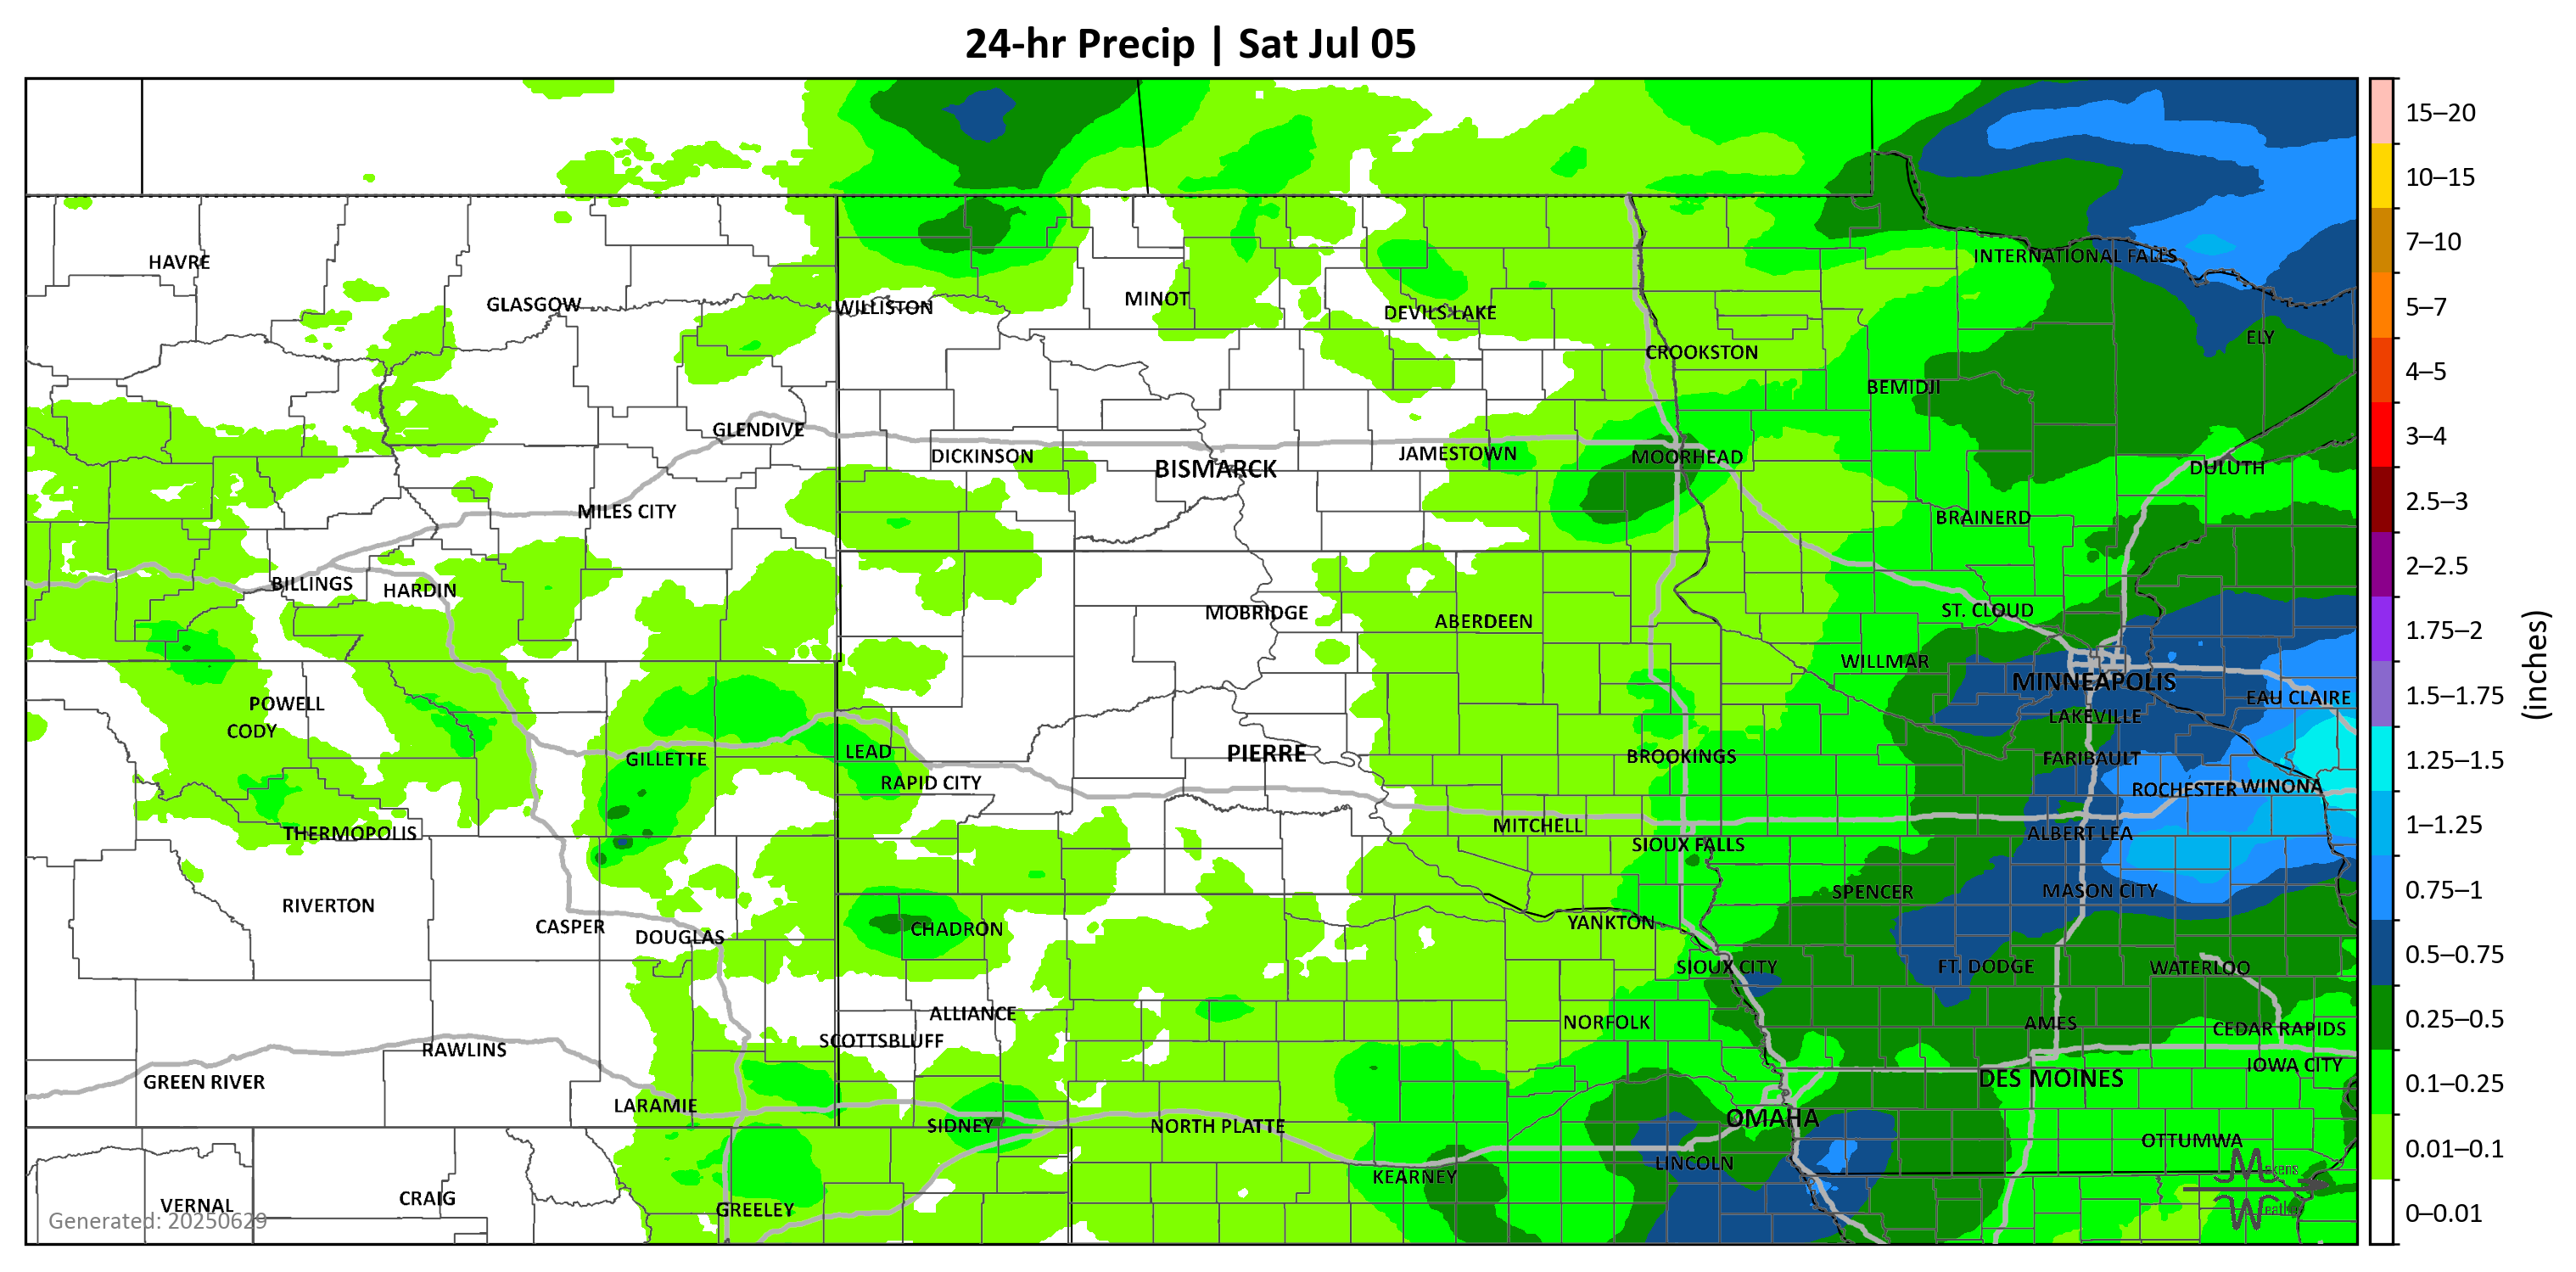 24-hr Precip | Sat Jul 05
15–20
10–15
7–10
5–7
4–5
3–4
2.5–3
2–2.5
1.75–2
1.5–1.75
1.25–1.5
1–1.25
0.75–1
0.5–0.75
0.25–0.5
0.1–0.25
0.01–0.1
0–0.01
(inches)
HAVRE
INTERNATIONAL FALLS
GLASGOW
WILLISTON
MINOT
DEVILS LAKE
ELY
CROOKSTON
BEMIDJI
GLENDIVE
DICKINSON
BISMARCK
JAMESTOWN
MOORHEAD
DULUTH
MILES CITY
BRAINERD
BILLINGS
HARDIN
MOBRIDGE
ABERDEEN
ST. CLOUD
WILLMAR
MINNEAPOLIS
EAU CLAIRE
POWELL
CODY
LAKEVILLE
GILLETTE
LEAD
PIERRE
BROOKINGS
FARIBAULT
RAPID CITY
ROCHESTER
WINONA
THERMOPOLIS
MITCHELL
ALBERT LEA
SIOUX FALLS
RIVERTON
SPENCER
MASON CITY
CASPER
DOUGLAS
CHADRON
YANKTON
SIOUX CITY
FT. DODGE
WATERLOO
ALLIANCE
NORFOLK
AMES
CEDAR RAPIDS
SCOTTSBLUFF
RAWLINS
IOWA CITY
GREEN RIVER
DES MOINES
LARAMIE
SIDNEY
NORTH PLATTE
OMAHA
OTTUMWA
LINCOLN
KEARNEY
VERNAL
CRAIG
GREELEY
Makens
Weather
Generated: 20250629